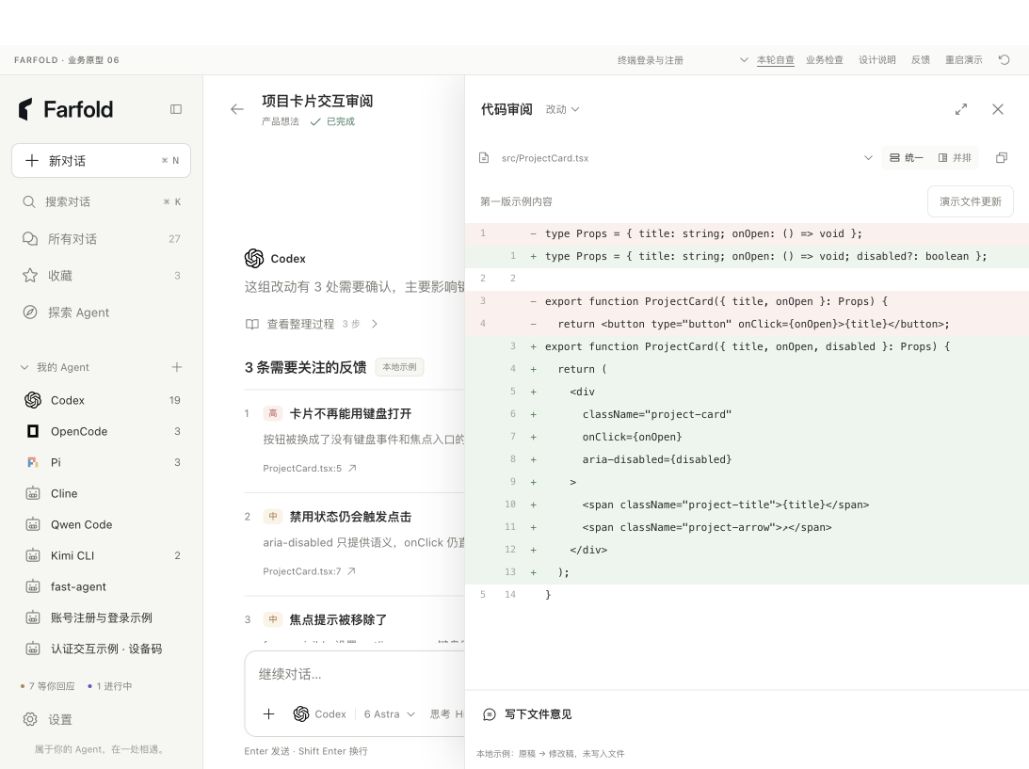 FARFOLD · 业务原型 06
终端登录与注册
本轮自查
业务检查
设计说明
反馈
重启演示
Farfold
新对话 ⌘ N
搜索对话 ⌘ K
所有对话 27
收藏 3
探索 Agent
我的 Agent
Codex 19
OpenCode 3
Pi 3
Cline
Qwen Code
Kimi CLI 2
fast-agent
账号注册与登录示例
认证交互示例 · 设备码
7 等你回应 1 进行中
设置
属于你的 Agent，在一处相遇。
项目卡片交互审阅
产品想法 已完成
Codex
这组改动有 3 处需要确认，主要影响
查看整理过程 3 步
3 条需要关注的反馈 本地示例
1 高 卡片不再能用键盘打开
按钮被换成了没有键盘事件和焦点入口的
ProjectCard.tsx:5 ↗
2 中 禁用状态仍会触发点击
aria-disabled 只提供语义，onClick 仍
ProjectCard.tsx:7 ↗
3 中 焦点提示被移除了
继续对话...
Codex 6 Astra 思考
Enter 发送 · Shift Enter 换行
代码审阅 改动
src/ProjectCard.tsx
统一 并排
第一版示例内容
演示文件更新
1 − type Props = { title: string; onOpen: () => void };
1 + type Props = { title: string; onOpen: () => void; disabled?: boolean };
2 2
3 − export function ProjectCard({ title, onOpen }: Props) {
4 − return <button type="button" onClick={onOpen}>{title}</button>;
3 + export function ProjectCard({ title, onOpen, disabled }: Props) {
4 + return (
5 + <div
6 + className="project-card"
7 + onClick={onOpen}
8 + aria-disabled={disabled}
9 + >
10 + <span className="project-title">{title}</span>
11 + <span className="project-arrow">↗</span>
12 + </div>
13 + );
5 14 }
写下文件意见
本地示例：原稿 → 修改稿，未写入文件